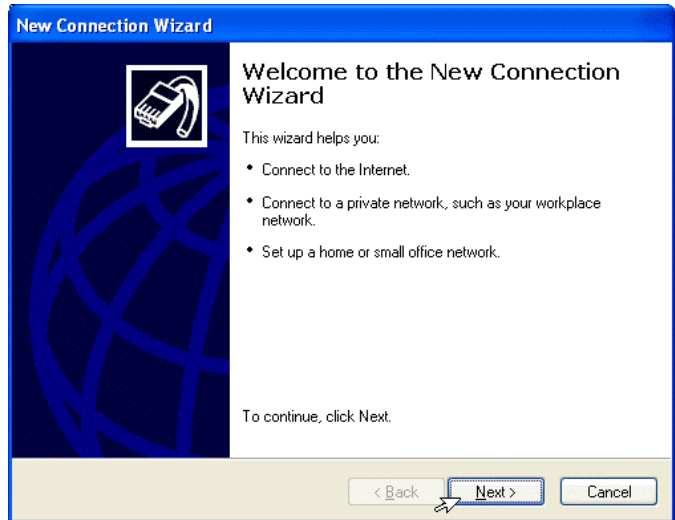 New Connection Wizard
Welcome to the New Connection
Wizard
This wizard helps you:
• Connect to the Internet.
• Connect to a private network, such as your workplace
network.
• Set up a home or small office network.
To continue, click Next.
< Back Next > Cancel